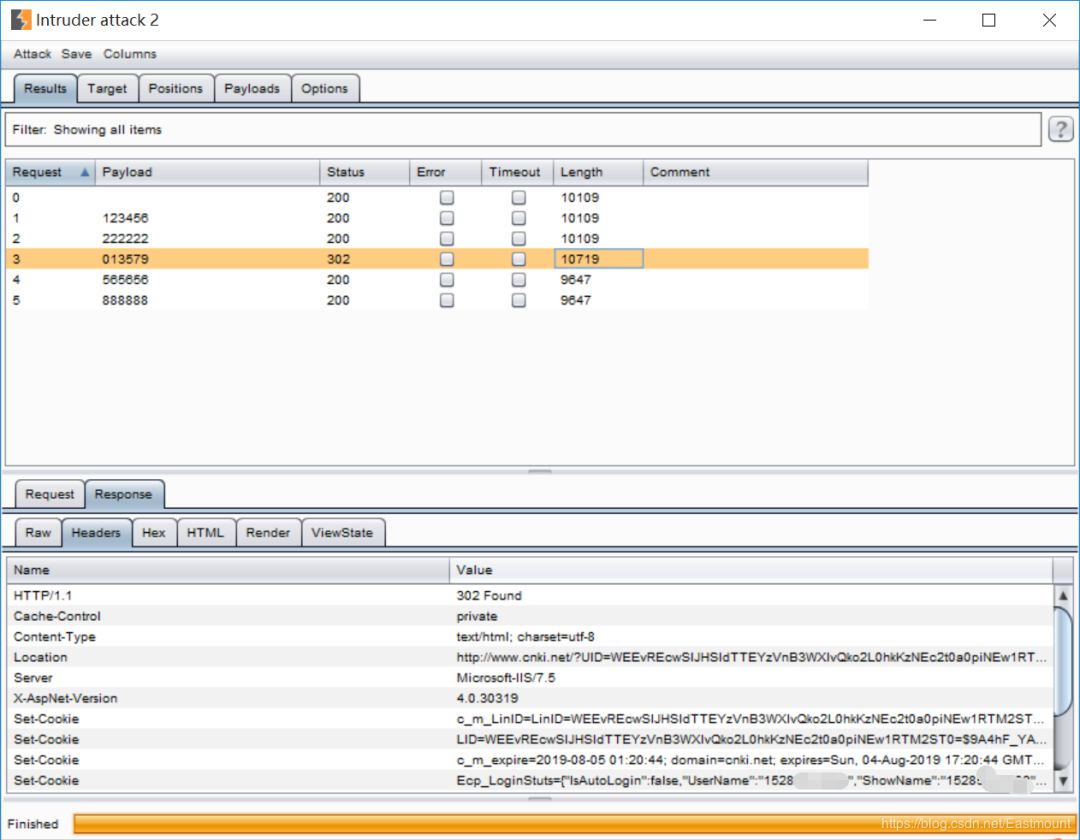 Intruder attack 2
Attack Save Columns
Results Target Positions Payloads Options
Filter: Showing all items
?
Request Payload Status Error Timeout Length Comment
0 200 10109
1 123456 200 10109
2 222222 200 10109
3 013579 302 10719
4 565656 200 9647
5 888888 200 9647
Request Response
Raw Headers Hex HTML Render ViewState
Name Value
HTTP/1.1 302 Found
Cache-Control private
Content-Type text/html; charset=utf-8
Location http://www.cnki.net/?UID=WEEvREcwSlJHSldTTEYzVnB3WXlvQko2L0hkKzNEc2t0a0piNEw1RT...
Server Microsoft-IIS/7.5
X-AspNet-Version 4.0.30319
Set-Cookie c_m_LinID=LinID=WEEvREcwSlJHSldTTEYzVnB3WXlvQko2L0hkKzNEc2t0a0piNEw1RTM2ST...
Set-Cookie LID=WEEvREcwSlJHSldTTEYzVnB3WXlvQko2L0hkKzNEc2t0a0piNEw1RTM2ST0=$9A4hF_YA...
Set-Cookie c_m_expire=2019-08-05 01:20:44; domain=cnki.net; expires=Sun, 04-Aug-2019 17:20:44 GMT...
Set-Cookie Ecp_LoginStuts={"IsAutoLogin":false,"UserName":"1528 ","ShowName":"1528
Finished
https://blog.csdn.net/Eastmount